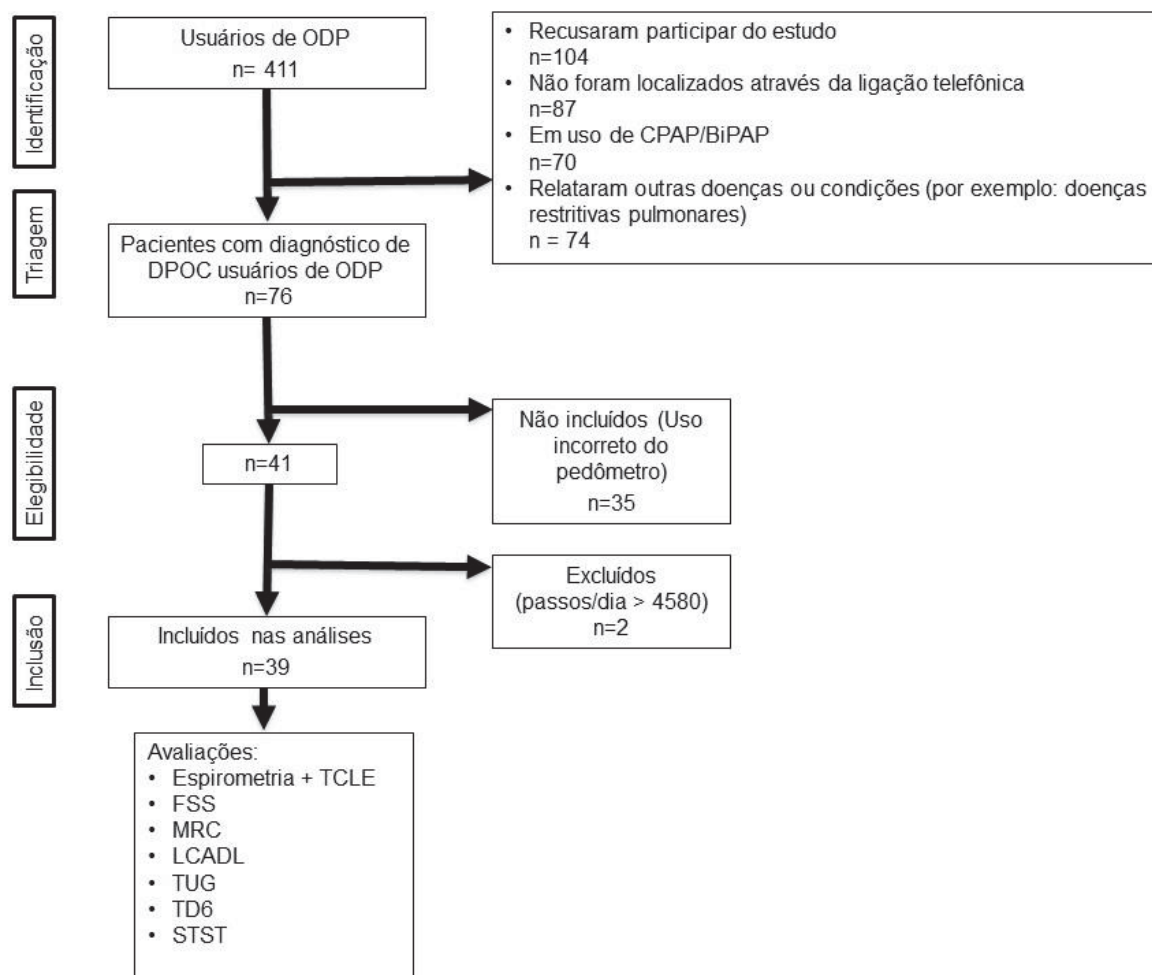 Identificação
Usuários de ODP
n= 411
• Recusaram participar do estudo
n=104
• Não foram localizados através da ligação telefônica
n=87
• Em uso de CPAP/BiPAP
n=70
• Relataram outras doenças ou condições (por exemplo: doenças
restritivas pulmonares)
n = 74
Triagem
Pacientes com diagnóstico de
DPOC usuários de ODP
n=76
Elegibilidade
Não incluídos (Uso
incorreto do
pedômetro)
n=35
n=41
Excluídos
(passos/dia > 4580)
n=2
Inclusão
Incluídos nas análises
n=39
Avaliações:
• Espirometria + TCLE
• FSS
• MRC
• LCADL
• TUG
• TD6
• STST